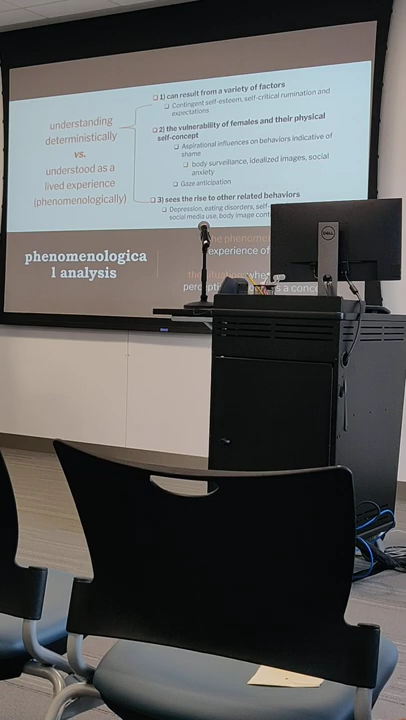 understanding
deterministically
vs.
understood as a
lived experience
(phenomenologically)
1) can result from a variety of factors
Contingent self-esteem, self-critical rumination and
expectations
2) the vulnerability of females and their physical
self-concept
Aspirational influences on behaviors indicative of
shame
body surveillance, idealized images, social
anxiety
Gaze anticipation
3) sees the rise to other related behaviors
Depression, eating disorders, self-
social media use, body image
phenomenologica
l analysis
the
experience of
the situation
a
DELL